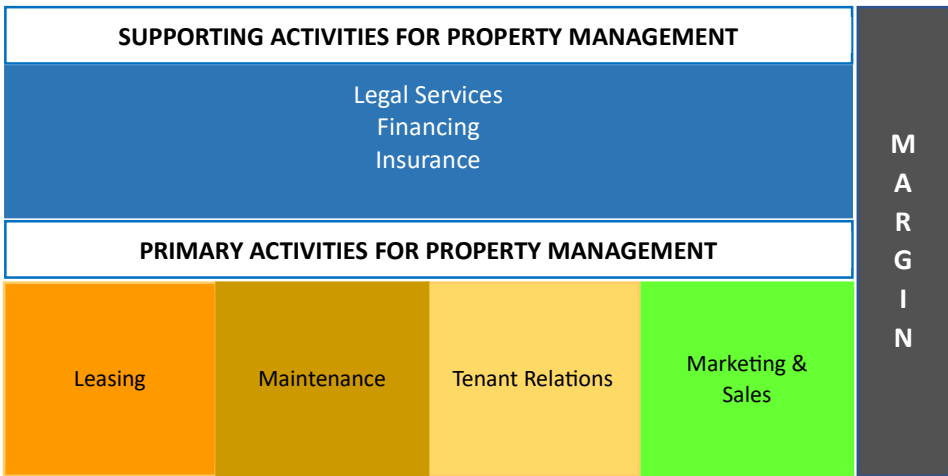 SUPPORTING ACTIVITIES FOR PROPERTY MANAGEMENT
Legal Services
Financing
Insurance
PRIMARY ACTIVITIES FOR PROPERTY MANAGEMENT
Leasing
Maintenance
Tenant Relations
Marketing &
Sales
M
A
R
G
I
N